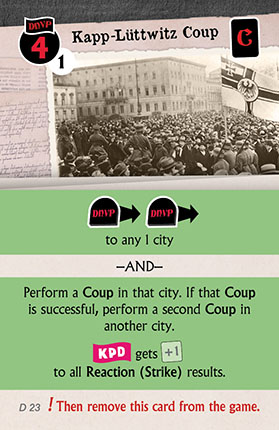 DNVP
4
1
Kapp-Lüttwitz Coup
C
DNVP DNVP
to any 1 city
–AND–
Perform a Coup in that city. If that Coup
is successful, perform a second Coup in
another city.
KPD gets +1
to all Reaction (Strike) results.
D 23 ! Then remove this card from the game.